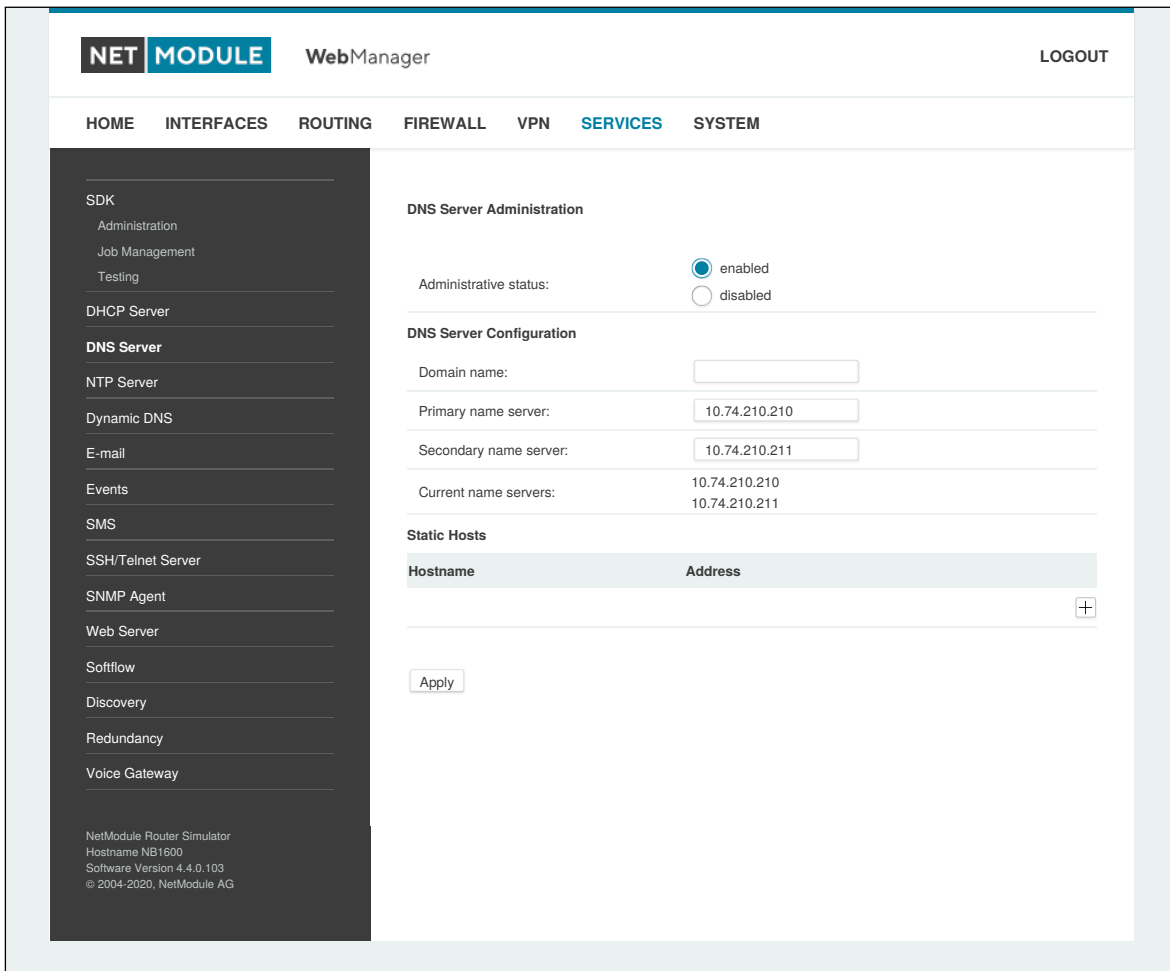 NET MODULE WebManager LOGOUT
HOME INTERFACES ROUTING FIREWALL VPN SERVICES SYSTEM
SDK
Administration
Job Management
Testing
DHCP Server
DNS Server
NTP Server
Dynamic DNS
E-mail
Events
SMS
SSH/Telnet Server
SNMP Agent
Web Server
Softflow
Discovery
Redundancy
Voice Gateway
NetModule Router Simulator
Hostname NB1600
Software Version 4.4.0.103
© 2004-2020, NetModule AG
DNS Server Administration
Administrative status:
enabled
disabled
DNS Server Configuration
Domain name:
Primary name server: 10.74.210.210
Secondary name server: 10.74.210.211
Current name servers:
10.74.210.210
10.74.210.211
Static Hosts
Hostname Address
Apply